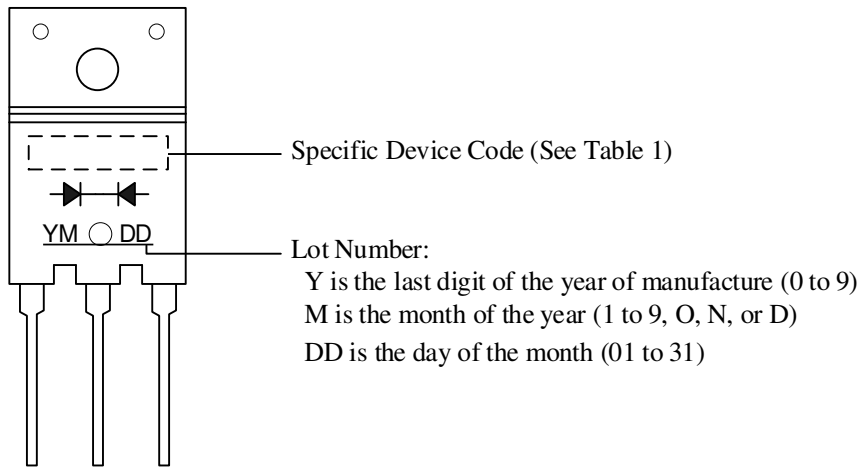 Specific Device Code (See Table 1)
YM DD
Lot Number:
Y is the last digit of the year of manufacture (0 to 9)
M is the month of the year (1 to 9, O, N, or D)
DD is the day of the month (01 to 31)